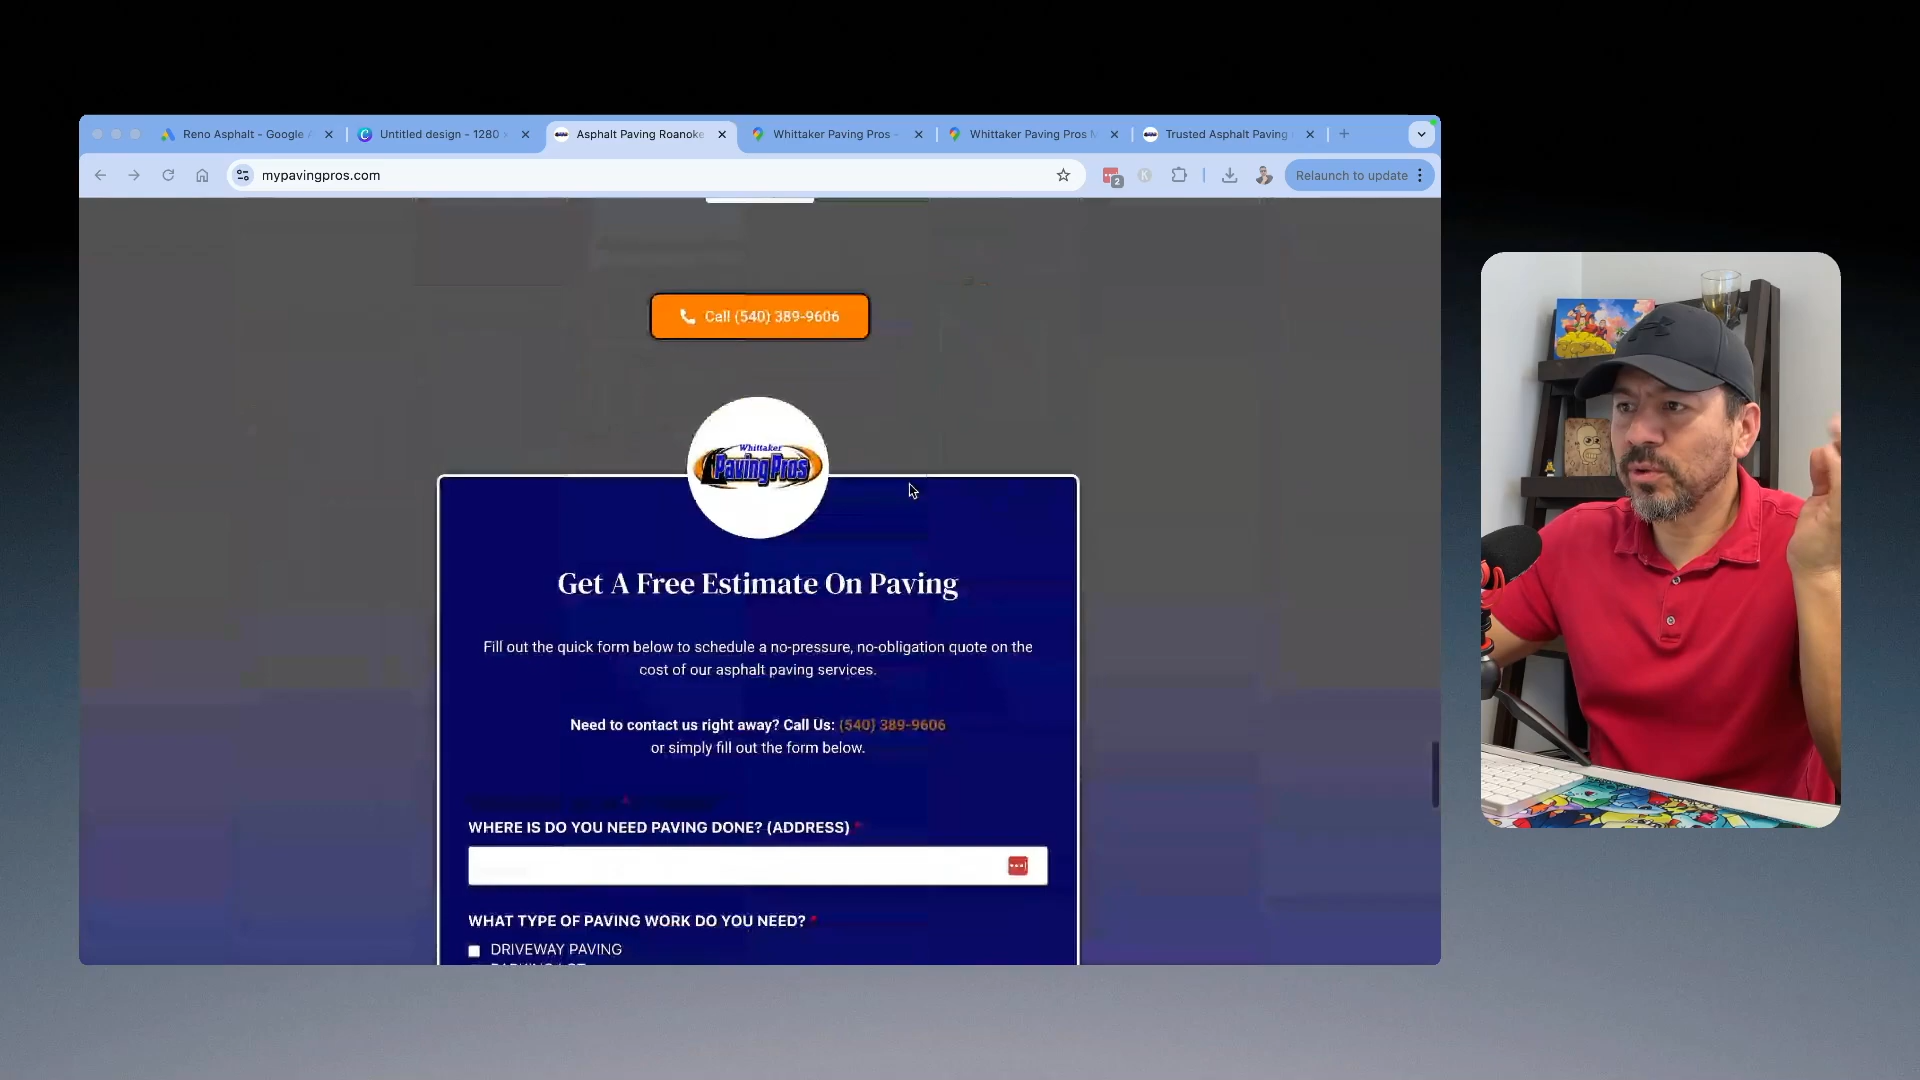 Reno Asphalt - Google
Untitled design - 1280
Asphalt Paving Roanoke
Whittaker Paving Pros -
Whittaker Paving Pros M
Trusted Asphalt Paving
mypavingpros.com
2
K
Relaunch to update
Call (540) 389-9606
Whittaker
PavingPros
Get A Free Estimate On Paving
Fill out the quick form below to schedule a no-pressure, no-obligation quote on the
cost of our asphalt paving services.
Need to contact us right away? Call Us: (540) 389-9606
or simply fill out the form below.
WHERE IS DO YOU NEED PAVING DONE? (ADDRESS) *
WHAT TYPE OF PAVING WORK DO YOU NEED? *
DRIVEWAY PAVING